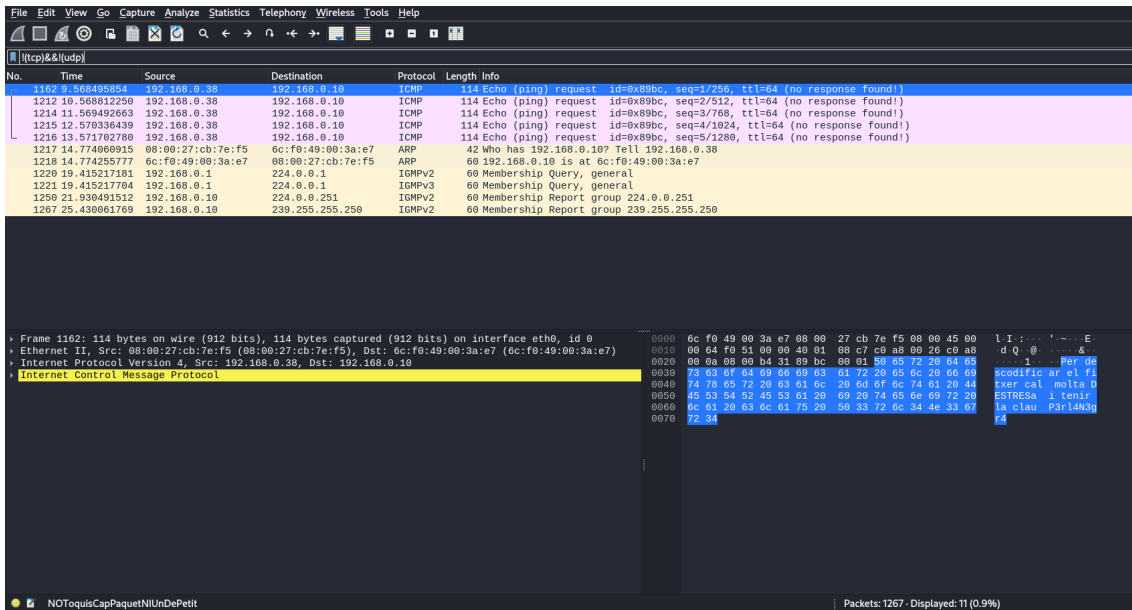 File Edit View Go Capture Analyze Statistics Telephony Wireless Tools Help
!(tcp)&&!(udp)
No. Time Source Destination Protocol Length Info
1162 9.568495854 192.168.0.38 192.168.0.10 ICMP 114 Echo (ping) request id=0x89bc, seq=1/256, ttl=64 (no response found!)
1212 10.568812250 192.168.0.38 192.168.0.10 ICMP 114 Echo (ping) request id=0x89bc, seq=2/512, ttl=64 (no response found!)
1214 11.569492663 192.168.0.38 192.168.0.10 ICMP 114 Echo (ping) request id=0x89bc, seq=3/768, ttl=64 (no response found!)
1215 12.570336439 192.168.0.38 192.168.0.10 ICMP 114 Echo (ping) request id=0x89bc, seq=4/1024, ttl=64 (no response found!)
1216 13.571702780 192.168.0.38 192.168.0.10 ICMP 114 Echo (ping) request id=0x89bc, seq=5/1280, ttl=64 (no response found!)
1217 14.774060915 08:00:27:cb:7e:f5 6c:f0:49:00:3a:e7 ARP 42 Who has 192.168.0.10? Tell 192.168.0.38
1218 14.774255777 6c:f0:49:00:3a:e7 08:00:27:cb:7e:f5 ARP 60 192.168.0.10 is at 6c:f0:49:00:3a:e7
1220 19.415217181 192.168.0.1 224.0.0.1 IGMPv2 60 Membership Query, general
1221 19.415217704 192.168.0.1 224.0.0.1 IGMPv3 60 Membership Query, general
1250 21.930491512 192.168.0.10 224.0.0.251 IGMPv2 60 Membership Report group 224.0.0.251
1267 25.430061769 192.168.0.10 239.255.255.250 IGMPv2 60 Membership Report group 239.255.255.250
Frame 1162: 114 bytes on wire (912 bits), 114 bytes captured (912 bits) on interface eth0, id 0
Ethernet II, Src: 08:00:27:cb:7e:f5 (08:00:27:cb:7e:f5), Dst: 6c:f0:49:00:3a:e7 (6c:f0:49:00:3a:e7)
Internet Protocol Version 4, Src: 192.168.0.38, Dst: 192.168.0.10
Internet Control Message Protocol
0000 6c f0 49 00 3a e7 08 00 27 cb 7e f5 08 00 45 00 l·I·:··· '·~···E·
0010 00 64 f0 51 00 00 40 01 08 c7 c0 a8 00 26 c0 a8 ·d·Q··@· ·····&··
0020 00 0a 08 00 b4 31 89 bc 00 01 50 65 72 20 64 65 ·····1·· ··Per de
0030 73 63 6f 64 69 66 69 63 61 72 20 65 6c 20 66 69 scodific ar el fi
0040 74 78 65 72 20 63 61 6c 20 6d 6f 6c 74 61 20 44 txer cal molta D
0050 45 53 54 52 45 53 61 20 69 20 74 65 6e 69 72 20 ESTRESa i tenir
0060 6c 61 20 63 6c 61 75 20 50 33 72 6c 34 4e 33 67 la clau P3rl4N3g
0070 72 34 r4
NOToquisCapPaquetNIUnDePetit
Packets: 1267 · Displayed: 11 (0.9%)